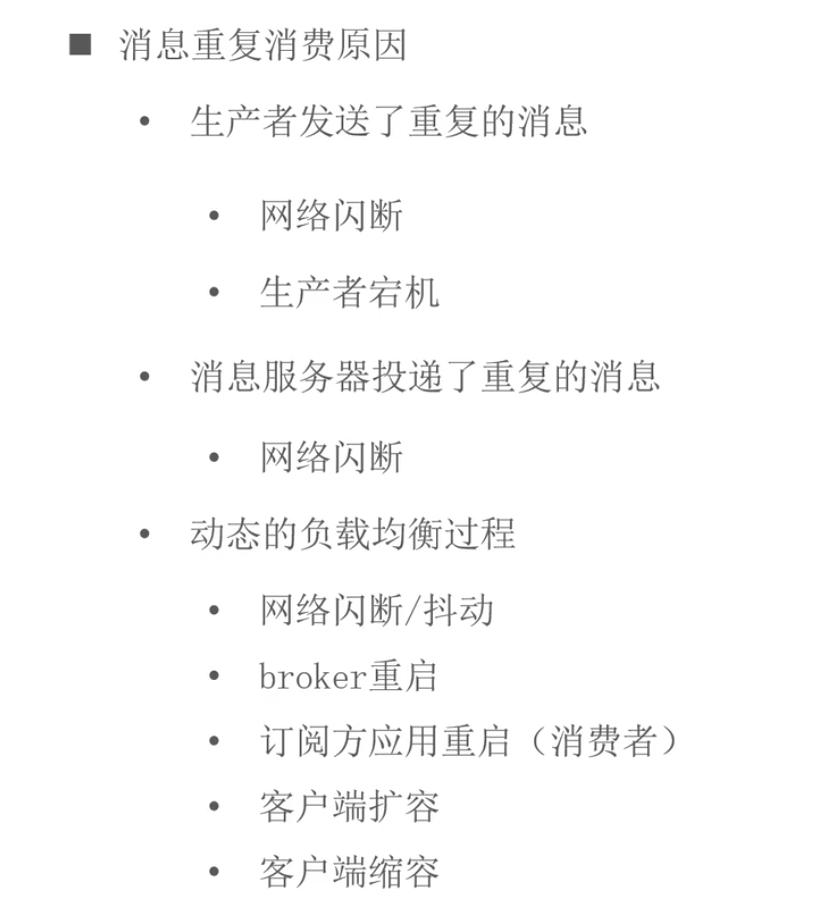 ■ 消息重复消费原因
• 生产者发送了重复的消息
• 网络闪断
• 生产者宕机
• 消息服务器投递了重复的消息
• 网络闪断
• 动态的负载均衡过程
• 网络闪断/抖动
• broker重启
• 订阅方应用重启（消费者）
• 客户端扩容
• 客户端缩容